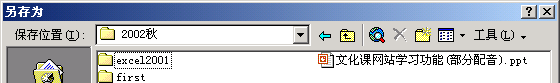 另存为
保存位置(I): 2002秋 工具(L)
excel2001 文化课网站学习功能(部分配音).ppt
first